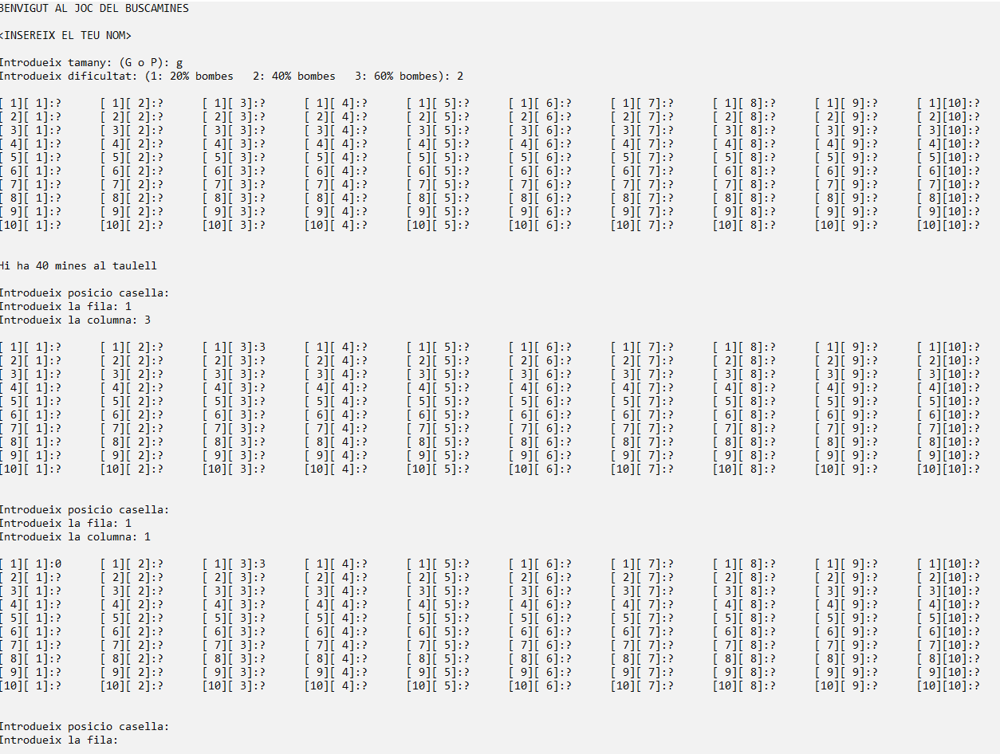 BENVIGUT AL JOC DEL BUSCAMINES
<INSEREIX EL TEU NOM>
Introdueix tamany: (G o P): g
Introdueix dificultat: (1: 20% bombes   2: 40% bombes   3: 60% bombes): 2
[ 1][ 1]:?      [ 1][ 2]:?      [ 1][ 3]:?      [ 1][ 4]:?      [ 1][ 5]:?      [ 1][ 6]:?      [ 1][ 7]:?      [ 1][ 8]:?      [ 1][ 9]:?      [ 1][10]:?
[ 2][ 1]:?      [ 2][ 2]:?      [ 2][ 3]:?      [ 2][ 4]:?      [ 2][ 5]:?      [ 2][ 6]:?      [ 2][ 7]:?      [ 2][ 8]:?      [ 2][ 9]:?      [ 2][10]:?
[ 3][ 1]:?      [ 3][ 2]:?      [ 3][ 3]:?      [ 3][ 4]:?      [ 3][ 5]:?      [ 3][ 6]:?      [ 3][ 7]:?      [ 3][ 8]:?      [ 3][ 9]:?      [ 3][10]:?
[ 4][ 1]:?      [ 4][ 2]:?      [ 4][ 3]:?      [ 4][ 4]:?      [ 4][ 5]:?      [ 4][ 6]:?      [ 4][ 7]:?      [ 4][ 8]:?      [ 4][ 9]:?      [ 4][10]:?
[ 5][ 1]:?      [ 5][ 2]:?      [ 5][ 3]:?      [ 5][ 4]:?      [ 5][ 5]:?      [ 5][ 6]:?      [ 5][ 7]:?      [ 5][ 8]:?      [ 5][ 9]:?      [ 5][10]:?
[ 6][ 1]:?      [ 6][ 2]:?      [ 6][ 3]:?      [ 6][ 4]:?      [ 6][ 5]:?      [ 6][ 6]:?      [ 6][ 7]:?      [ 6][ 8]:?      [ 6][ 9]:?      [ 6][10]:?
[ 7][ 1]:?      [ 7][ 2]:?      [ 7][ 3]:?      [ 7][ 4]:?      [ 7][ 5]:?      [ 7][ 6]:?      [ 7][ 7]:?      [ 7][ 8]:?      [ 7][ 9]:?      [ 7][10]:?
[ 8][ 1]:?      [ 8][ 2]:?      [ 8][ 3]:?      [ 8][ 4]:?      [ 8][ 5]:?      [ 8][ 6]:?      [ 8][ 7]:?      [ 8][ 8]:?      [ 8][ 9]:?      [ 8][10]:?
[ 9][ 1]:?      [ 9][ 2]:?      [ 9][ 3]:?      [ 9][ 4]:?      [ 9][ 5]:?      [ 9][ 6]:?      [ 9][ 7]:?      [ 9][ 8]:?      [ 9][ 9]:?      [ 9][10]:?
[10][ 1]:?      [10][ 2]:?      [10][ 3]:?      [10][ 4]:?      [10][ 5]:?      [10][ 6]:?      [10][ 7]:?      [10][ 8]:?      [10][ 9]:?      [10][10]:?
Hi ha 40 mines al taulell
Introdueix posicio casella:
Introdueix la fila: 1
Introdueix la columna: 3
[ 1][ 1]:?      [ 1][ 2]:?      [ 1][ 3]:3      [ 1][ 4]:?      [ 1][ 5]:?      [ 1][ 6]:?      [ 1][ 7]:?      [ 1][ 8]:?      [ 1][ 9]:?      [ 1][10]:?
[ 2][ 1]:?      [ 2][ 2]:?      [ 2][ 3]:?      [ 2][ 4]:?      [ 2][ 5]:?      [ 2][ 6]:?      [ 2][ 7]:?      [ 2][ 8]:?      [ 2][ 9]:?      [ 2][10]:?
[ 3][ 1]:?      [ 3][ 2]:?      [ 3][ 3]:?      [ 3][ 4]:?      [ 3][ 5]:?      [ 3][ 6]:?      [ 3][ 7]:?      [ 3][ 8]:?      [ 3][ 9]:?      [ 3][10]:?
[ 4][ 1]:?      [ 4][ 2]:?      [ 4][ 3]:?      [ 4][ 4]:?      [ 4][ 5]:?      [ 4][ 6]:?      [ 4][ 7]:?      [ 4][ 8]:?      [ 4][ 9]:?      [ 4][10]:?
[ 5][ 1]:?      [ 5][ 2]:?      [ 5][ 3]:?      [ 5][ 4]:?      [ 5][ 5]:?      [ 5][ 6]:?      [ 5][ 7]:?      [ 5][ 8]:?      [ 5][ 9]:?      [ 5][10]:?
[ 6][ 1]:?      [ 6][ 2]:?      [ 6][ 3]:?      [ 6][ 4]:?      [ 6][ 5]:?      [ 6][ 6]:?      [ 6][ 7]:?      [ 6][ 8]:?      [ 6][ 9]:?      [ 6][10]:?
[ 7][ 1]:?      [ 7][ 2]:?      [ 7][ 3]:?      [ 7][ 4]:?      [ 7][ 5]:?      [ 7][ 6]:?      [ 7][ 7]:?      [ 7][ 8]:?      [ 7][ 9]:?      [ 7][10]:?
[ 8][ 1]:?      [ 8][ 2]:?      [ 8][ 3]:?      [ 8][ 4]:?      [ 8][ 5]:?      [ 8][ 6]:?      [ 8][ 7]:?      [ 8][ 8]:?      [ 8][ 9]:?      [ 8][10]:?
[ 9][ 1]:?      [ 9][ 2]:?      [ 9][ 3]:?      [ 9][ 4]:?      [ 9][ 5]:?      [ 9][ 6]:?      [ 9][ 7]:?      [ 9][ 8]:?      [ 9][ 9]:?      [ 9][10]:?
[10][ 1]:?      [10][ 2]:?      [10][ 3]:?      [10][ 4]:?      [10][ 5]:?      [10][ 6]:?      [10][ 7]:?      [10][ 8]:?      [10][ 9]:?      [10][10]:?
Introdueix posicio casella:
Introdueix la fila: 1
Introdueix la columna: 1
[ 1][ 1]:0      [ 1][ 2]:?      [ 1][ 3]:3      [ 1][ 4]:?      [ 1][ 5]:?      [ 1][ 6]:?      [ 1][ 7]:?      [ 1][ 8]:?      [ 1][ 9]:?      [ 1][10]:?
[ 2][ 1]:?      [ 2][ 2]:?      [ 2][ 3]:?      [ 2][ 4]:?      [ 2][ 5]:?      [ 2][ 6]:?      [ 2][ 7]:?      [ 2][ 8]:?      [ 2][ 9]:?      [ 2][10]:?
[ 3][ 1]:?      [ 3][ 2]:?      [ 3][ 3]:?      [ 3][ 4]:?      [ 3][ 5]:?      [ 3][ 6]:?      [ 3][ 7]:?      [ 3][ 8]:?      [ 3][ 9]:?      [ 3][10]:?
[ 4][ 1]:?      [ 4][ 2]:?      [ 4][ 3]:?      [ 4][ 4]:?      [ 4][ 5]:?      [ 4][ 6]:?      [ 4][ 7]:?      [ 4][ 8]:?      [ 4][ 9]:?      [ 4][10]:?
[ 5][ 1]:?      [ 5][ 2]:?      [ 5][ 3]:?      [ 5][ 4]:?      [ 5][ 5]:?      [ 5][ 6]:?      [ 5][ 7]:?      [ 5][ 8]:?      [ 5][ 9]:?      [ 5][10]:?
[ 6][ 1]:?      [ 6][ 2]:?      [ 6][ 3]:?      [ 6][ 4]:?      [ 6][ 5]:?      [ 6][ 6]:?      [ 6][ 7]:?      [ 6][ 8]:?      [ 6][ 9]:?      [ 6][10]:?
[ 7][ 1]:?      [ 7][ 2]:?      [ 7][ 3]:?      [ 7][ 4]:?      [ 7][ 5]:?      [ 7][ 6]:?      [ 7][ 7]:?      [ 7][ 8]:?      [ 7][ 9]:?      [ 7][10]:?
[ 8][ 1]:?      [ 8][ 2]:?      [ 8][ 3]:?      [ 8][ 4]:?      [ 8][ 5]:?      [ 8][ 6]:?      [ 8][ 7]:?      [ 8][ 8]:?      [ 8][ 9]:?      [ 8][10]:?
[ 9][ 1]:?      [ 9][ 2]:?      [ 9][ 3]:?      [ 9][ 4]:?      [ 9][ 5]:?      [ 9][ 6]:?      [ 9][ 7]:?      [ 9][ 8]:?      [ 9][ 9]:?      [ 9][10]:?
[10][ 1]:?      [10][ 2]:?      [10][ 3]:?      [10][ 4]:?      [10][ 5]:?      [10][ 6]:?      [10][ 7]:?      [10][ 8]:?      [10][ 9]:?      [10][10]:?
Introdueix posicio casella:
Introdueix la fila: